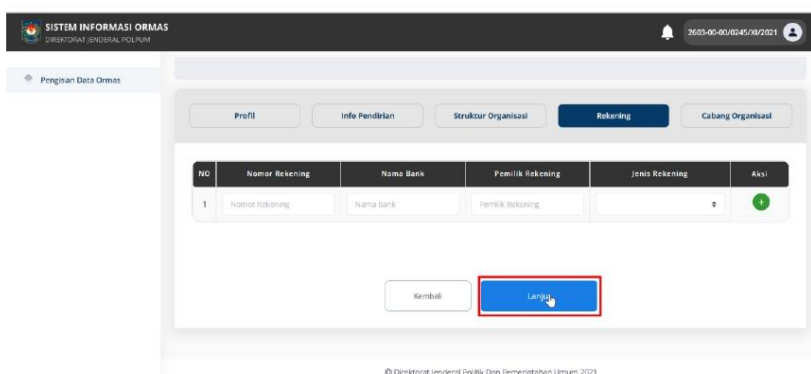 SISTEM INFORMASI ORMAS
DIREKTORAT JENDERAL POLPUM
2603-00-00/0245/XI/2021
Pengisian Data Ormas
Profil Info Pendirian Struktur Organisasi Rekening Cabang Organisasi
NO Nomor Rekening Nama Bank Pemilik Rekening Jenis Rekening Aksi
1 Nomor Rekening Nama Bank Pemilik Rekening
Kembali Lanjut
© Direktorat Jenderal Politik Dan Pemerintahan Umum 2021